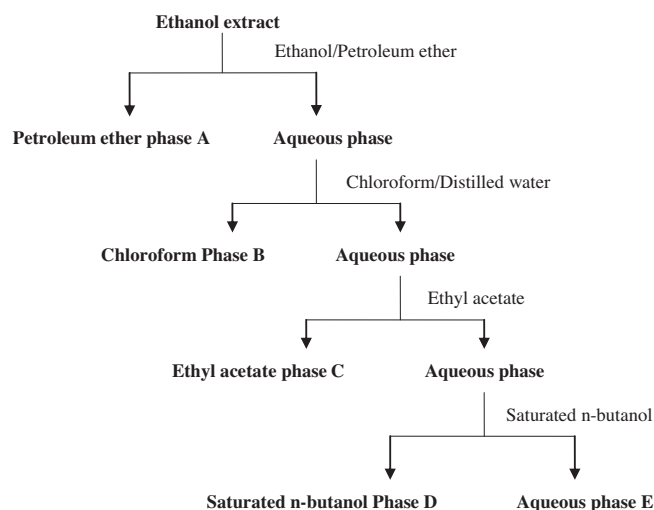 Ethanol extract
Ethanol/Petroleum ether
Petroleum ether phase A
Aqueous phase
Chloroform/Distilled water
Chloroform Phase B
Aqueous phase
Ethyl acetate
Ethyl acetate phase C
Aqueous phase
Saturated n-butanol
Saturated n-butanol Phase D
Aqueous phase E